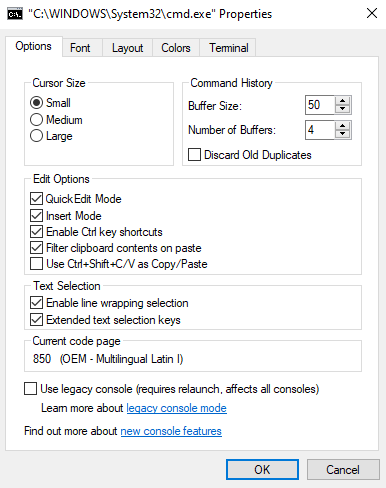 "C:\WINDOWS\System32\cmd.exe" Properties
Options Font Layout Colors Terminal
Cursor Size
Small
Medium
Large
Command History
Buffer Size: 50
Number of Buffers: 4
Discard Old Duplicates
Edit Options
QuickEdit Mode
Insert Mode
Enable Ctrl key shortcuts
Filter clipboard contents on paste
Use Ctrl+Shift+C/V as Copy/Paste
Text Selection
Enable line wrapping selection
Extended text selection keys
Current code page
850 (OEM - Multilingual Latin I)
Use legacy console (requires relaunch, affects all consoles)
Learn more about legacy console mode
Find out more about new console features
OK Cancel